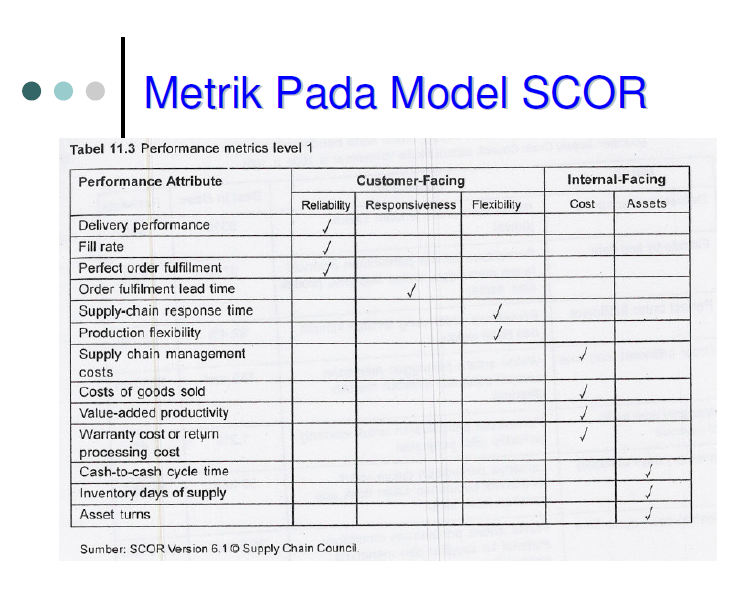 Metrik Pada Model SCOR
Tabel 11.3 Performance metrics level 1
Performance Attribute Customer-Facing Internal-Facing
Reliability Responsiveness Flexibility Cost Assets
Delivery performance ✓
Fill rate ✓
Perfect order fulfillment ✓
Order fulfilment lead time ✓
Supply-chain response time ✓
Production flexibility ✓
Supply chain management ✓
costs
Costs of goods sold ✓
Value-added productivity ✓
Warranty cost or return ✓
processing cost
Cash-to-cash cycle time ✓
Inventory days of supply ✓
Asset turns ✓
Sumber: SCOR Version 6.1 © Supply Chain Council.